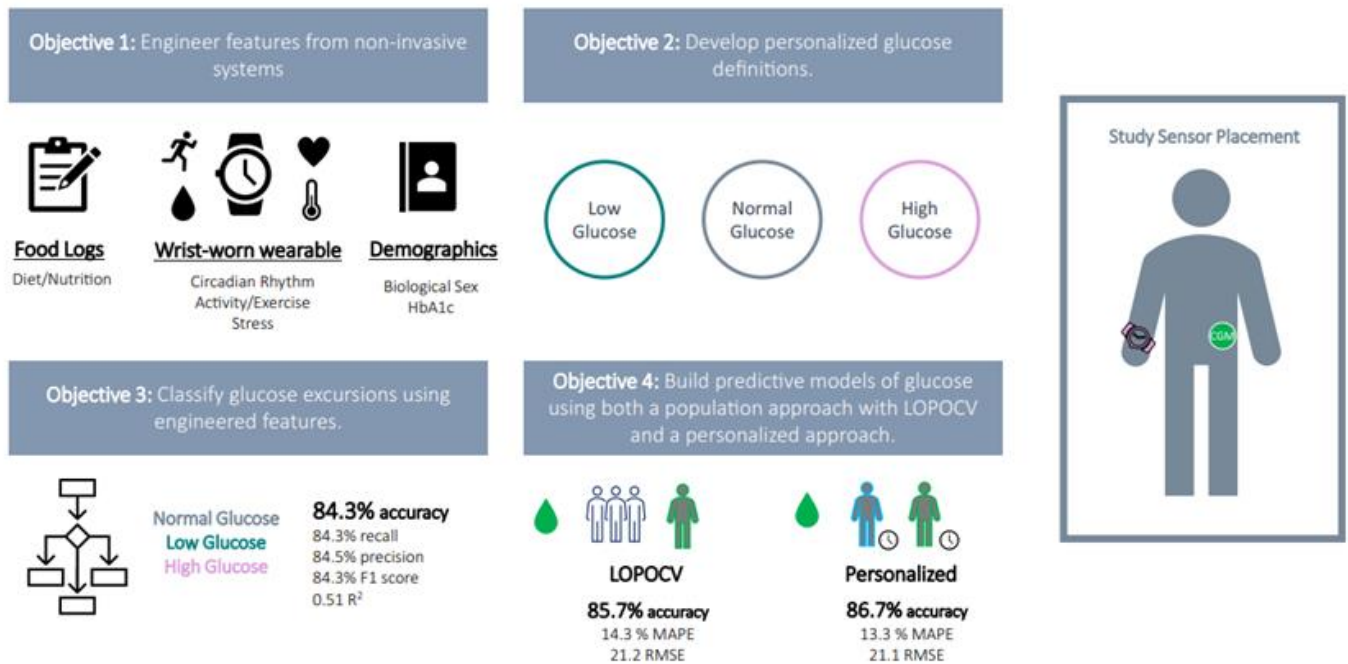 Objective 1: Engineer features from non-invasive
systems
Food Logs
Diet/Nutrition
Wrist-worn wearable
Circadian Rhythm
Activity/Exercise
Stress
Demographics
Biological Sex
HbA1c
Objective 2: Develop personalized glucose
definitions.
Low
Glucose
Normal
Glucose
High
Glucose
Objective 3: Classify glucose excursions using
engineered features.
Normal Glucose
Low Glucose
High Glucose
84.3% accuracy
84.3% recall
84.5% precision
84.3% F1 score
0.51 R²
Objective 4: Build predictive models of glucose
using both a population approach with LOPOCV
and a personalized approach.
LOPOCV
85.7% accuracy
14.3 % MAPE
21.2 RMSE
Personalized
86.7% accuracy
13.3 % MAPE
21.1 RMSE
Study Sensor Placement
CGM